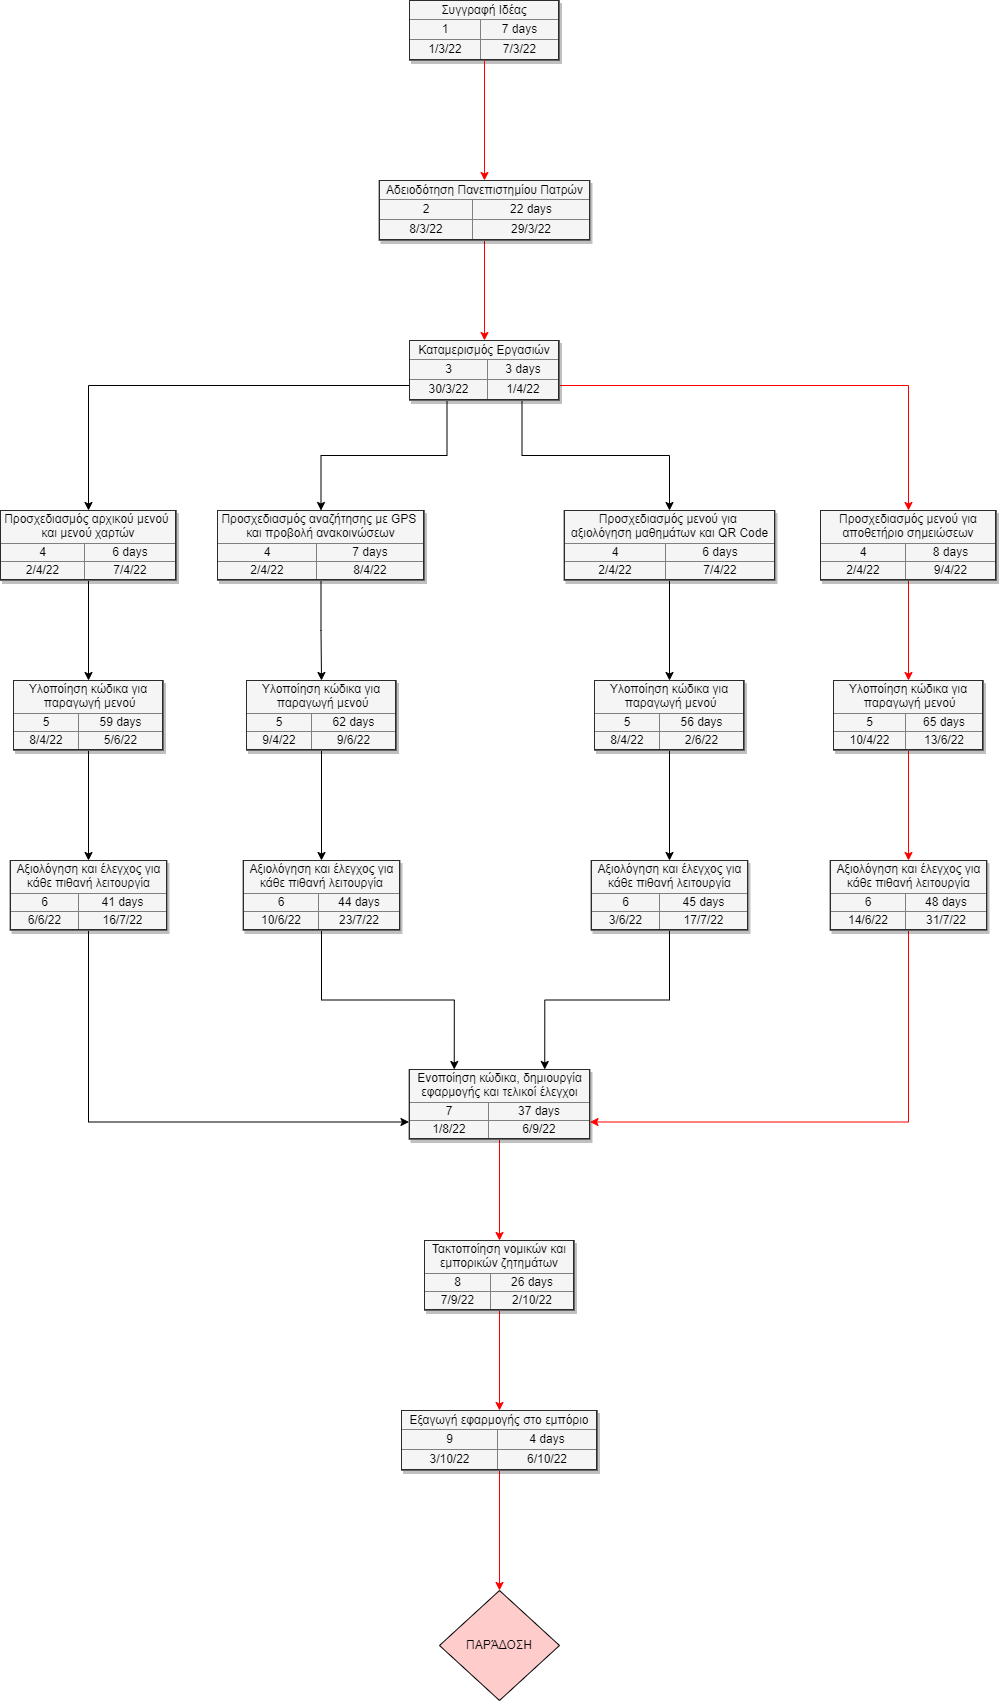 Συγγραφή Ιδέας
1 7 days
1/3/22 7/3/22
Αδειοδότηση Πανεπιστημίου Πατρών
2 22 days
8/3/22 29/3/22
Καταμερισμός Εργασιών
3 3 days
30/3/22 1/4/22
Προσχεδιασμός αρχικού μενού
και μενού χαρτών
4 6 days
2/4/22 7/4/22
Προσχεδιασμός αναζήτησης με GPS
και προβολή ανακοινώσεων
4 7 days
2/4/22 8/4/22
Προσχεδιασμός μενού για
αξιολόγηση μαθημάτων και QR Code
4 6 days
2/4/22 7/4/22
Προσχεδιασμός μενού για
αποθετήριο σημειώσεων
4 8 days
2/4/22 9/4/22
Υλοποίηση κώδικα για
παραγωγή μενού
5 59 days
8/4/22 5/6/22
Υλοποίηση κώδικα για
παραγωγή μενού
5 62 days
9/4/22 9/6/22
Υλοποίηση κώδικα για
παραγωγή μενού
5 56 days
8/4/22 2/6/22
Υλοποίηση κώδικα για
παραγωγή μενού
5 65 days
10/4/22 13/6/22
Αξιολόγηση και έλεγχος για
κάθε πιθανή λειτουργία
6 41 days
6/6/22 16/7/22
Αξιολόγηση και έλεγχος για
κάθε πιθανή λειτουργία
6 44 days
10/6/22 23/7/22
Αξιολόγηση και έλεγχος για
κάθε πιθανή λειτουργία
6 45 days
3/6/22 17/7/22
Αξιολόγηση και έλεγχος για
κάθε πιθανή λειτουργία
6 48 days
14/6/22 31/7/22
Ενοποίηση κώδικα, δημιουργία
εφαρμογής και τελικοί έλεγχοι
7 37 days
1/8/22 6/9/22
Τακτοποίηση νομικών και
εμπορικών ζητημάτων
8 26 days
7/9/22 2/10/22
Εξαγωγή εφαρμογής στο εμπόριο
9 4 days
3/10/22 6/10/22
ΠΑΡΆΔΟΣΗ